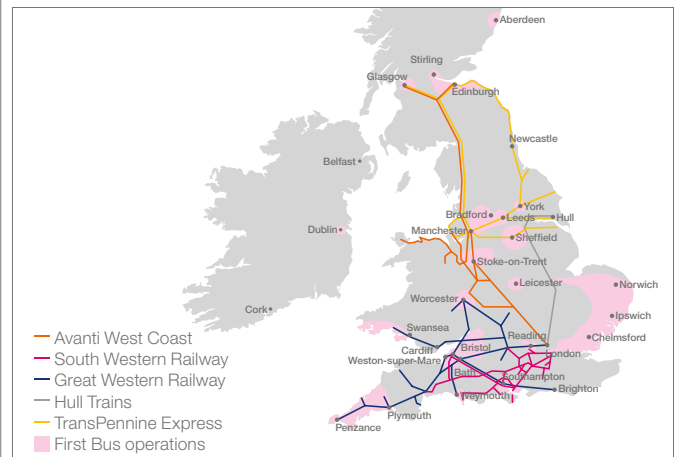 Aberdeen
Stirling
Glasgow
Edinburgh
Newcastle
Belfast
York
Bradford
Leeds
Hull
Dublin
Manchester
Sheffield
Stoke-on-Trent
Leicester
Norwich
Worcester
Cork
Ipswich
Swansea
Reading
Chelmsford
Cardiff
Bristol
London
Weston-super-Mare
Bath
Southampton
Brighton
Weymouth
Plymouth
Penzance
Avanti West Coast
South Western Railway
Great Western Railway
Hull Trains
TransPennine Express
First Bus operations